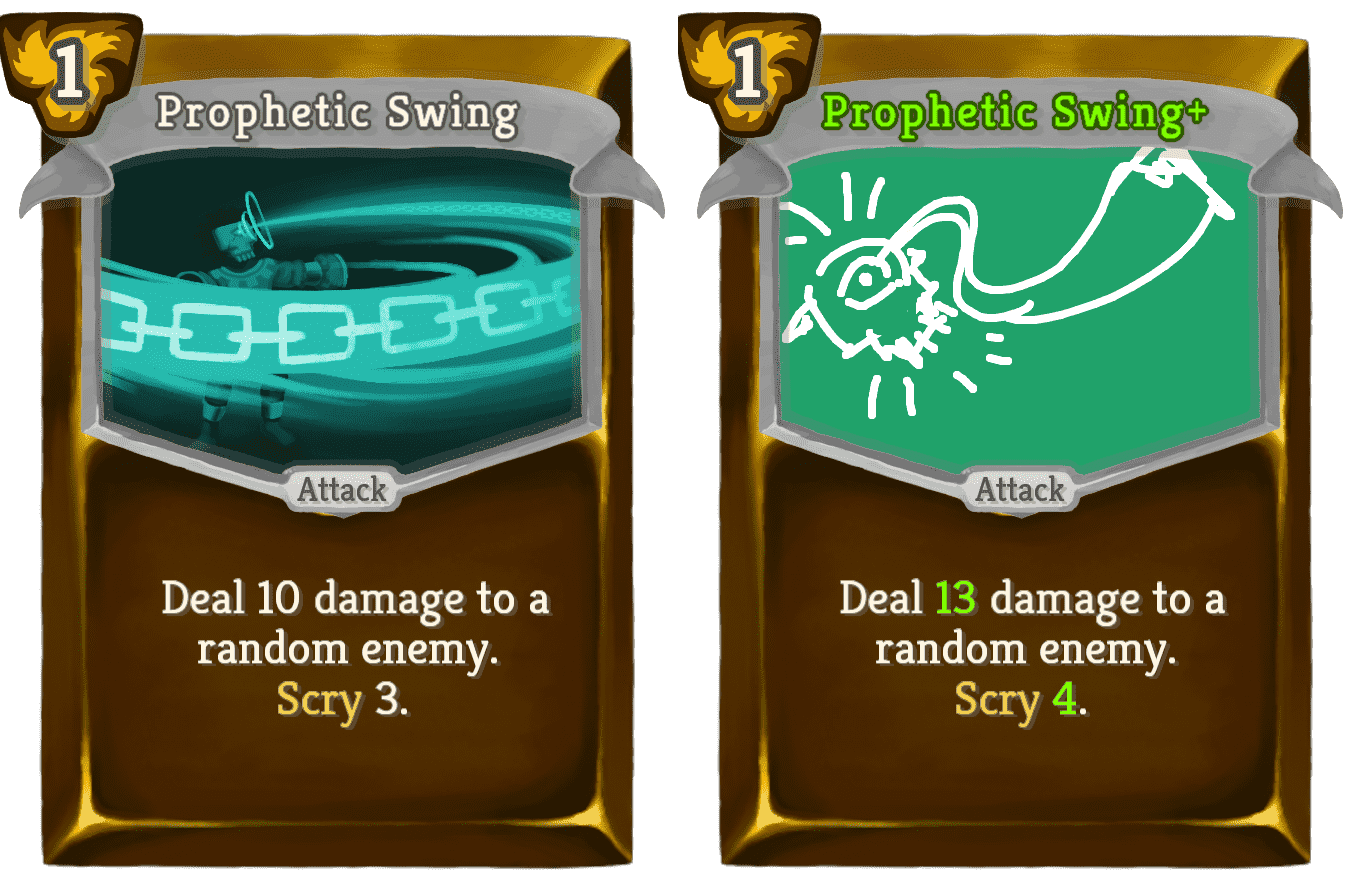 1
Prophetic Swing
Attack
Deal 10 damage to a
random enemy.
Scry 3.
1
Prophetic Swing+
Attack
Deal 13 damage to a
random enemy.
Scry 4.